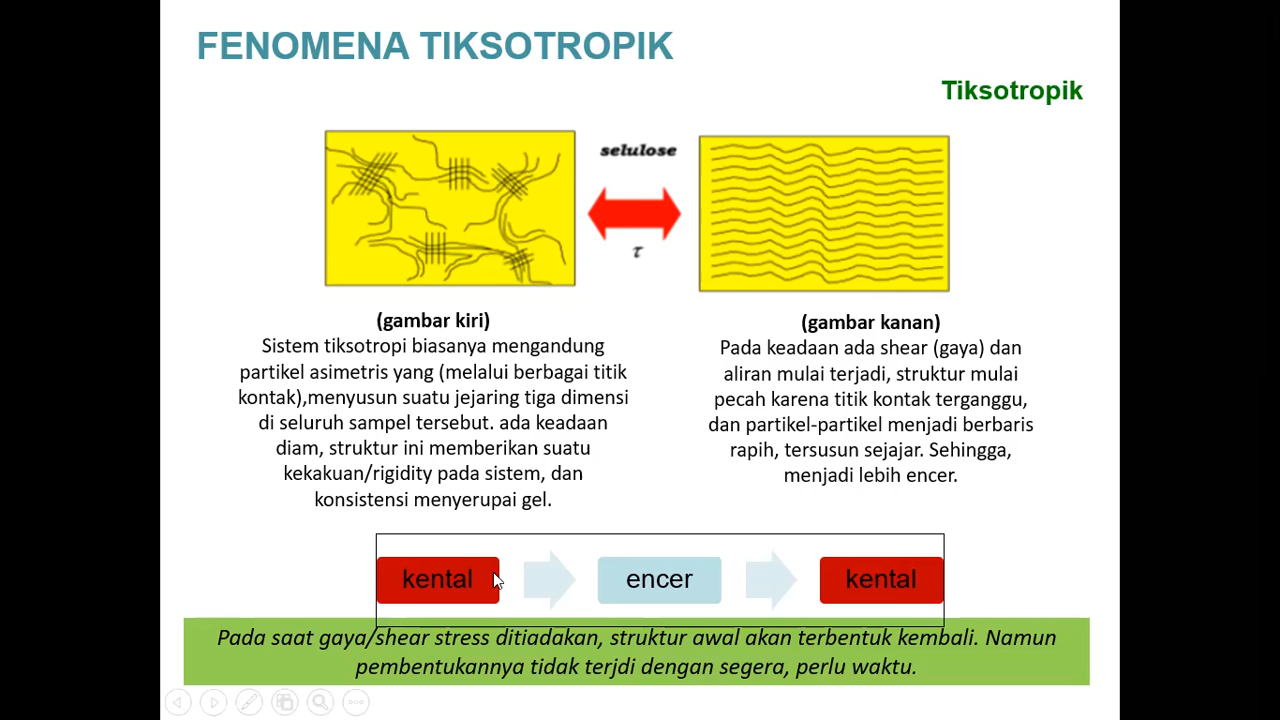 FENOMENA TIKSOTROPIK
Tiksotropik
selulose
τ
(gambar kiri)
Sistem tiksotropi biasanya mengandung
partikel asimetris yang (melalui berbagai titik
kontak),menyusun suatu jejaring tiga dimensi
di seluruh sampel tersebut. ada keadaan
diam, struktur ini memberikan suatu
kekakuan/rigidity pada sistem, dan
konsistensi menyerupai gel.
(gambar kanan)
Pada keadaan ada shear (gaya) dan
aliran mulai terjadi, struktur mulai
pecah karena titik kontak terganggu,
dan partikel-partikel menjadi berbaris
rapih, tersusun sejajar. Sehingga,
menjadi lebih encer.
kental
encer
kental
Pada saat gaya/shear stress ditiadakan, struktur awal akan terbentuk kembali. Namun
pembentukannya tidak terjdi dengan segera, perlu waktu.